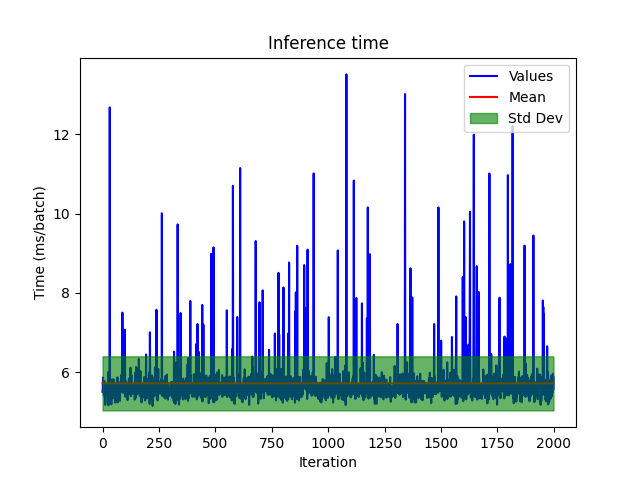 Inference time
Values
Mean
Std Dev
Time (ms/batch)
12
10
8
6
0 250 500 750 1000 1250 1500 1750 2000
Iteration